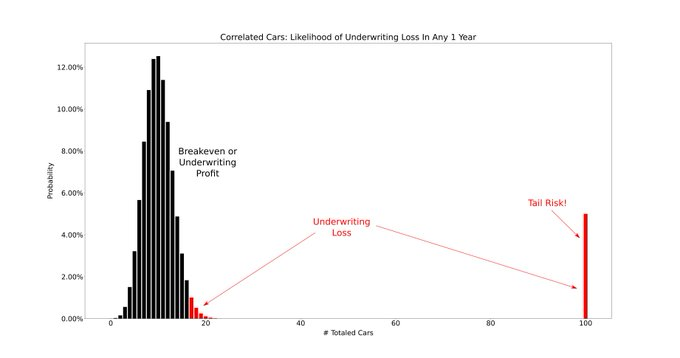 Correlated Cars: Likelihood of Underwriting Loss In Any 1 Year
12.00%
10.00%
8.00%
6.00%
4.00%
2.00%
0.00%
Probability
Breakeven or
Underwriting
Profit
Underwriting
Loss
Tail Risk!
0
20
40
60
80
100
# Totaled Cars